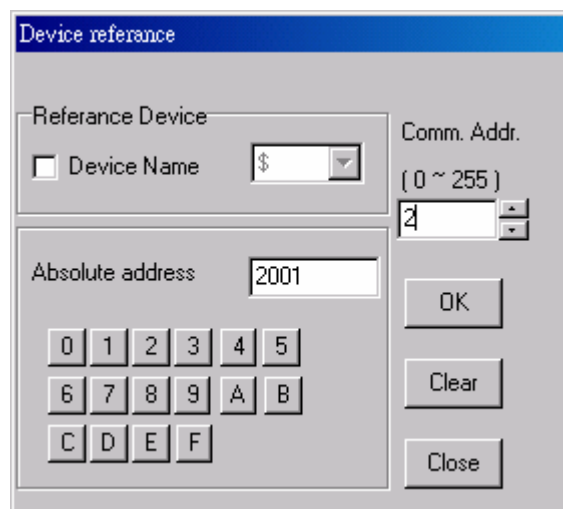 Device referance
Referance Device
Device Name
$
Comm. Addr.
( 0 ~ 255 )
2
Absolute address
2001
0 1 2 3 4 5
6 7 8 9 A B
C D E F
OK
Clear
Close